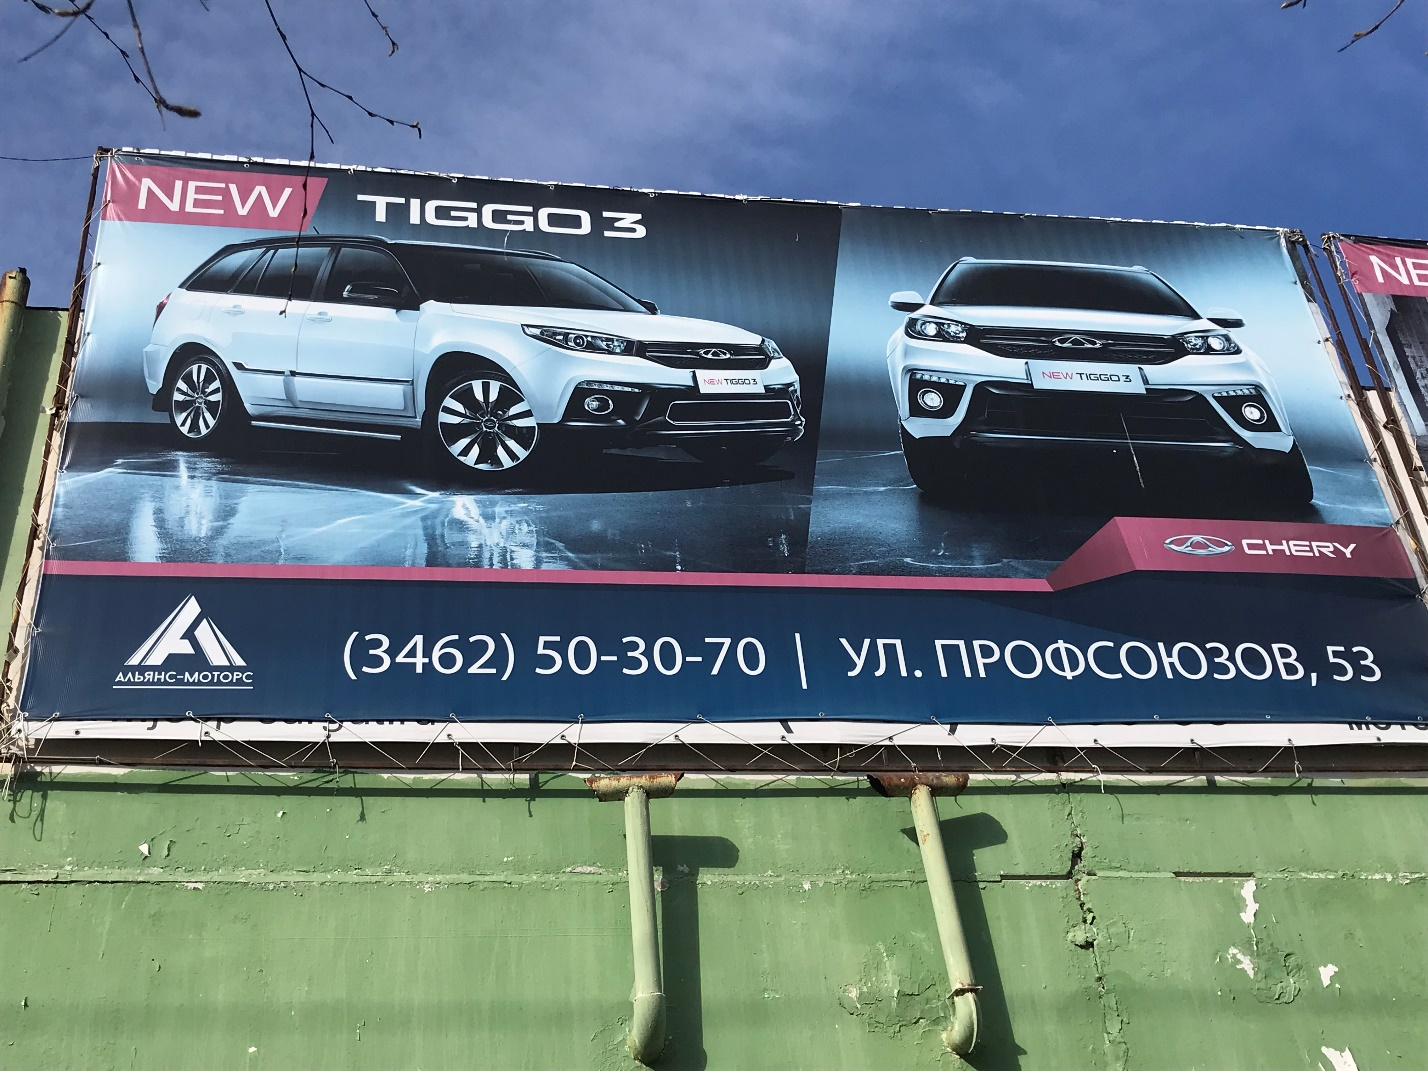 NEW TIGGO 3
NEW TIGGO 3
NEW TIGGO 3
CHERY
АЛЬЯНС-МОТОРС
(3462) 50-30-70 | УЛ. ПРОФСОЮЗОВ, 53